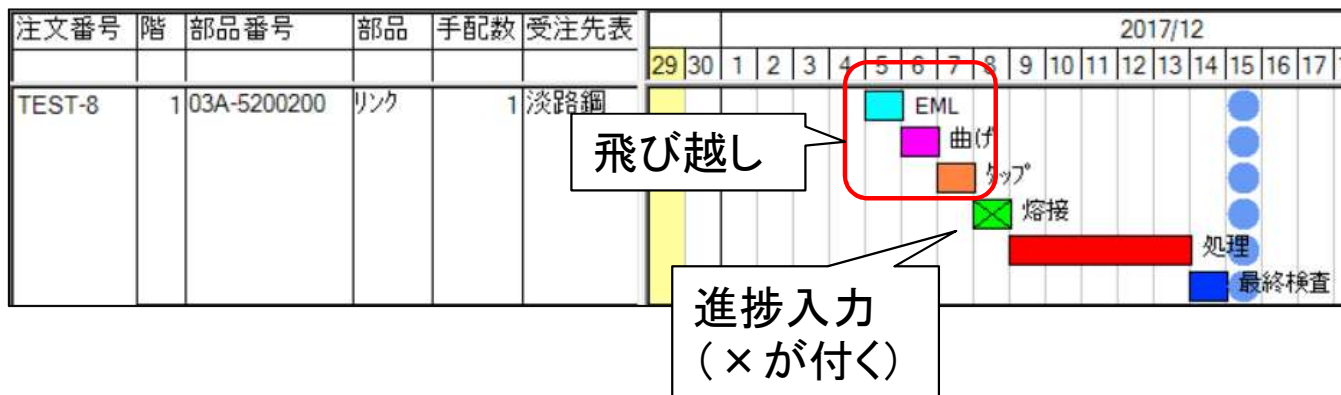 注文番号 階 部品番号 部品 手配数 受注先表 2017/12
29 30 1 2 3 4 5 6 7 8 9 10 11 12 13 14 15 16 17
TEST-8 1 03A-5200200 リンク 1 淡路鋼 EML
飛び越し
曲げ
タップ
熔接
処理
最終検査
進捗入力
(×が付く)